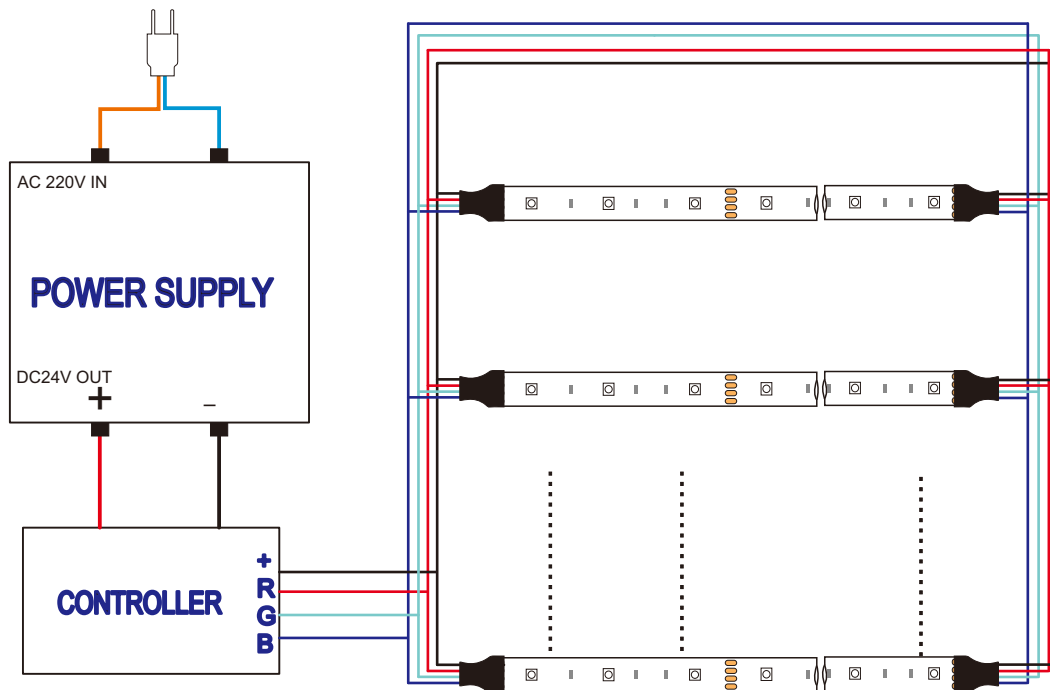 AC 220V IN
POWER SUPPLY
DC24V OUT
+
–
CONTROLLER
+
R
G
B